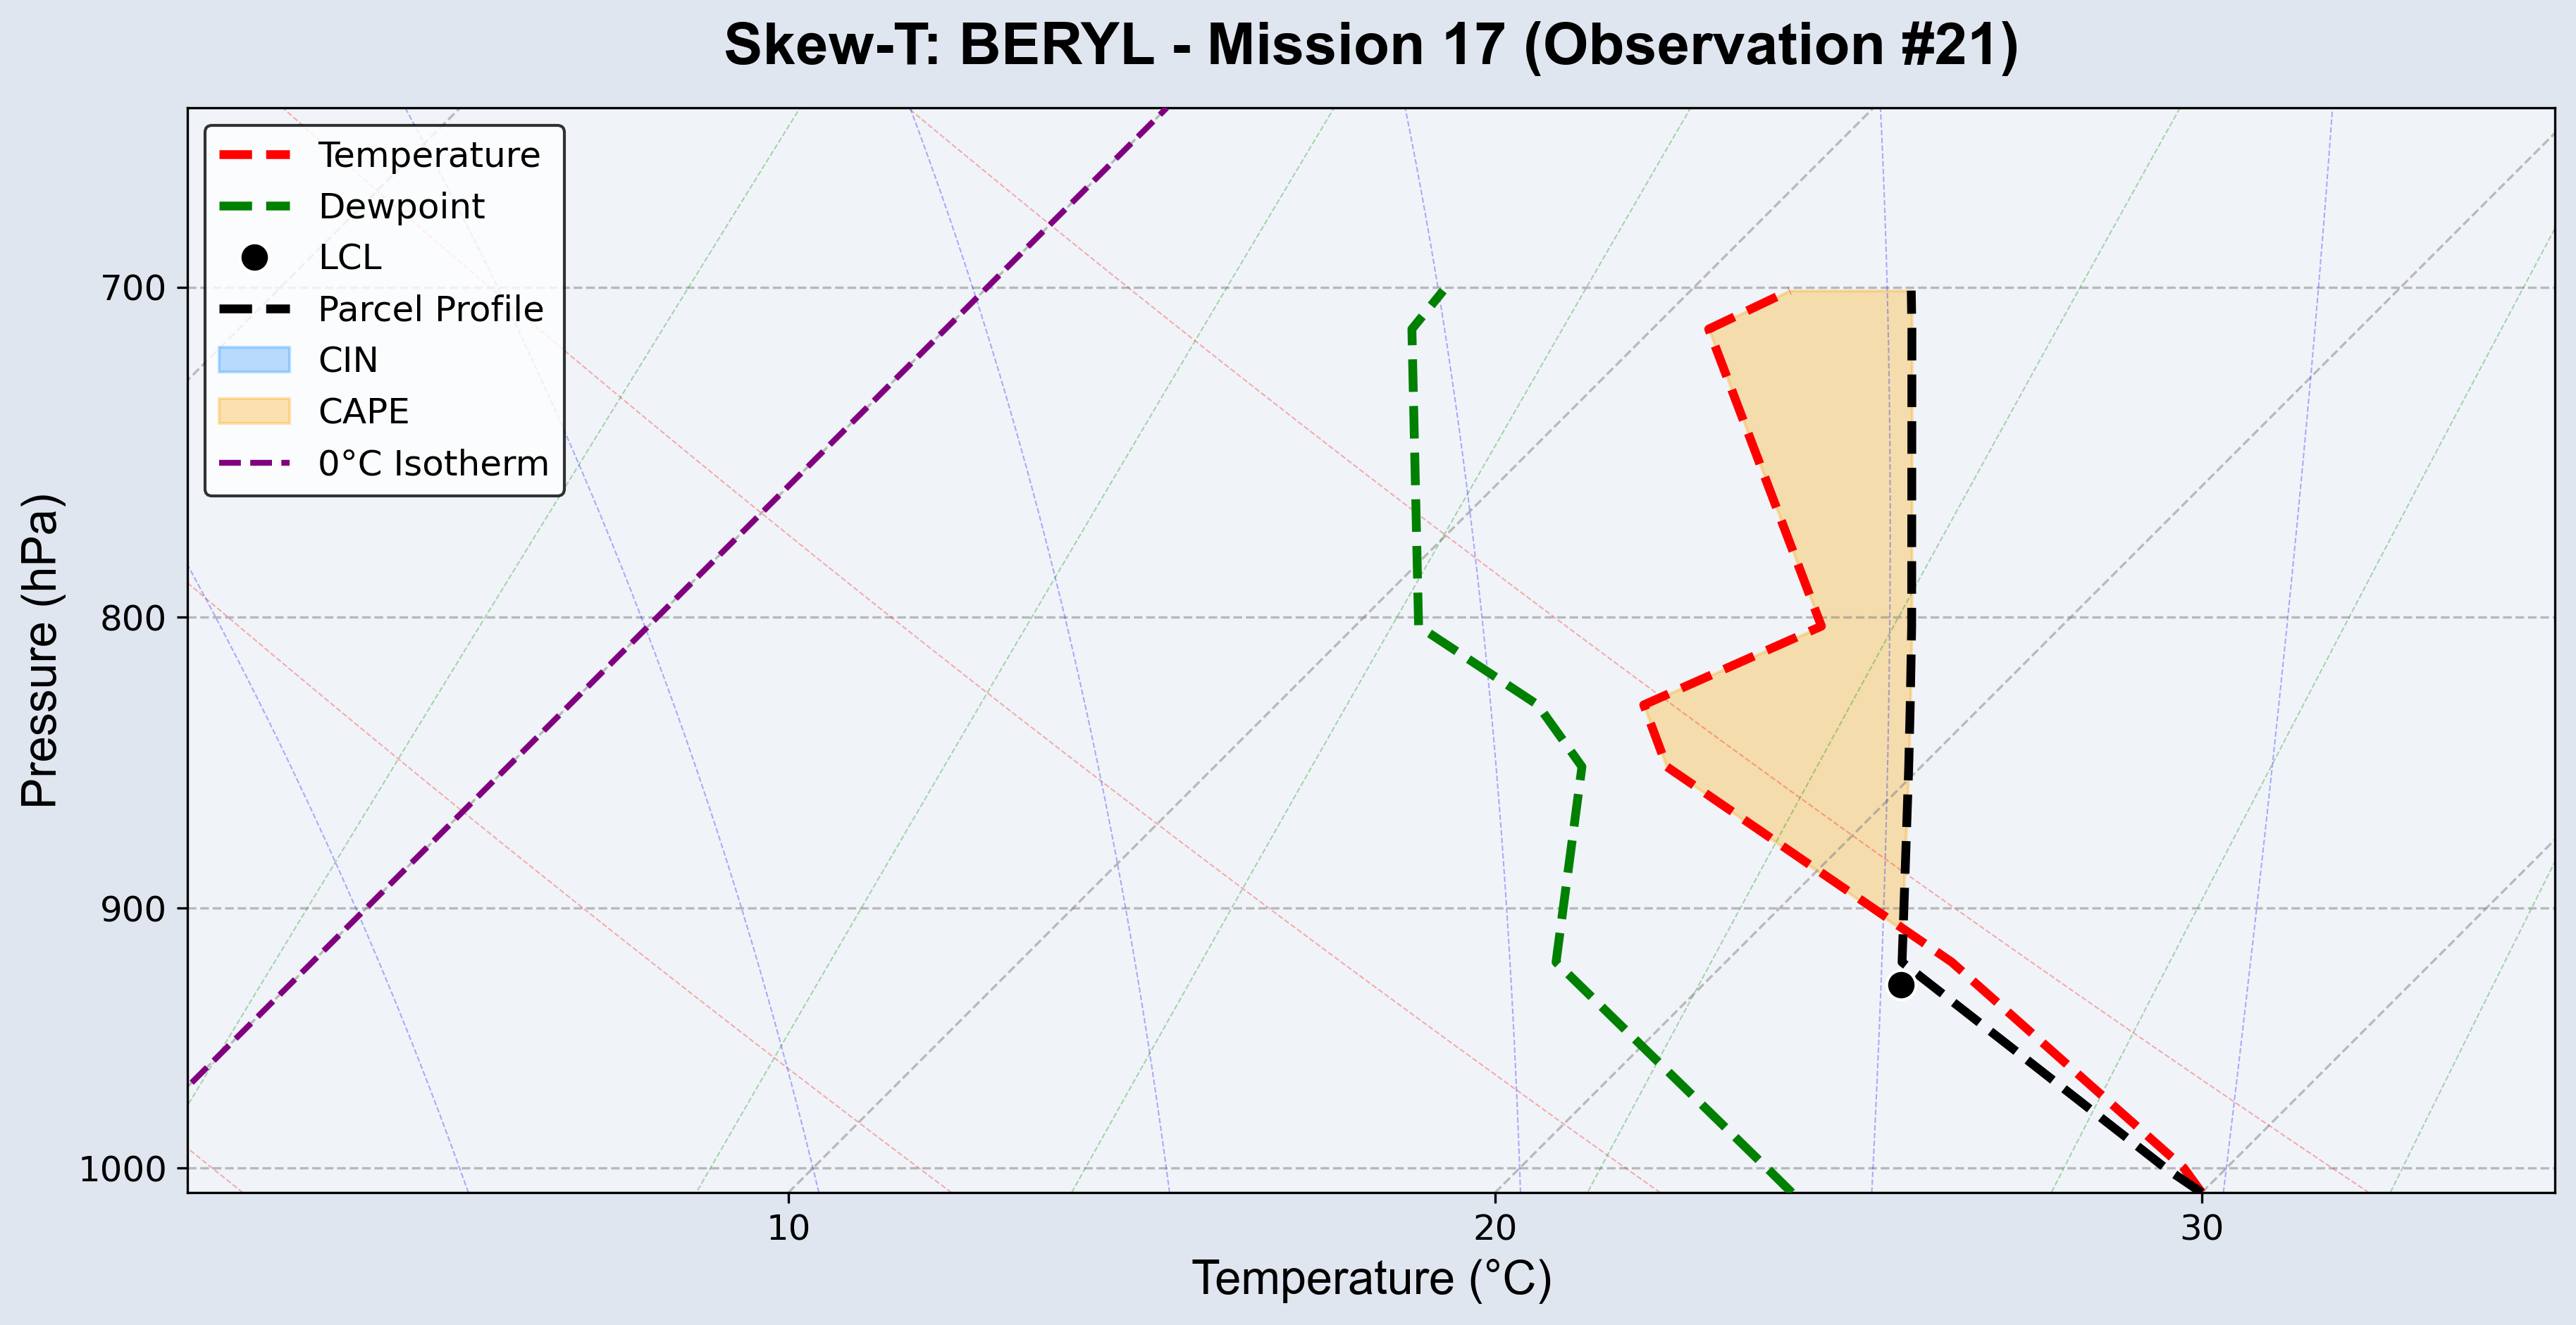 Skew-T: BERYL - Mission 17 (Observation #21)
Temperature
Dewpoint
LCL
Parcel Profile
CIN
CAPE
0°C Isotherm
Pressure (hPa)
700
800
900
1000
10
20
30
Temperature (°C)